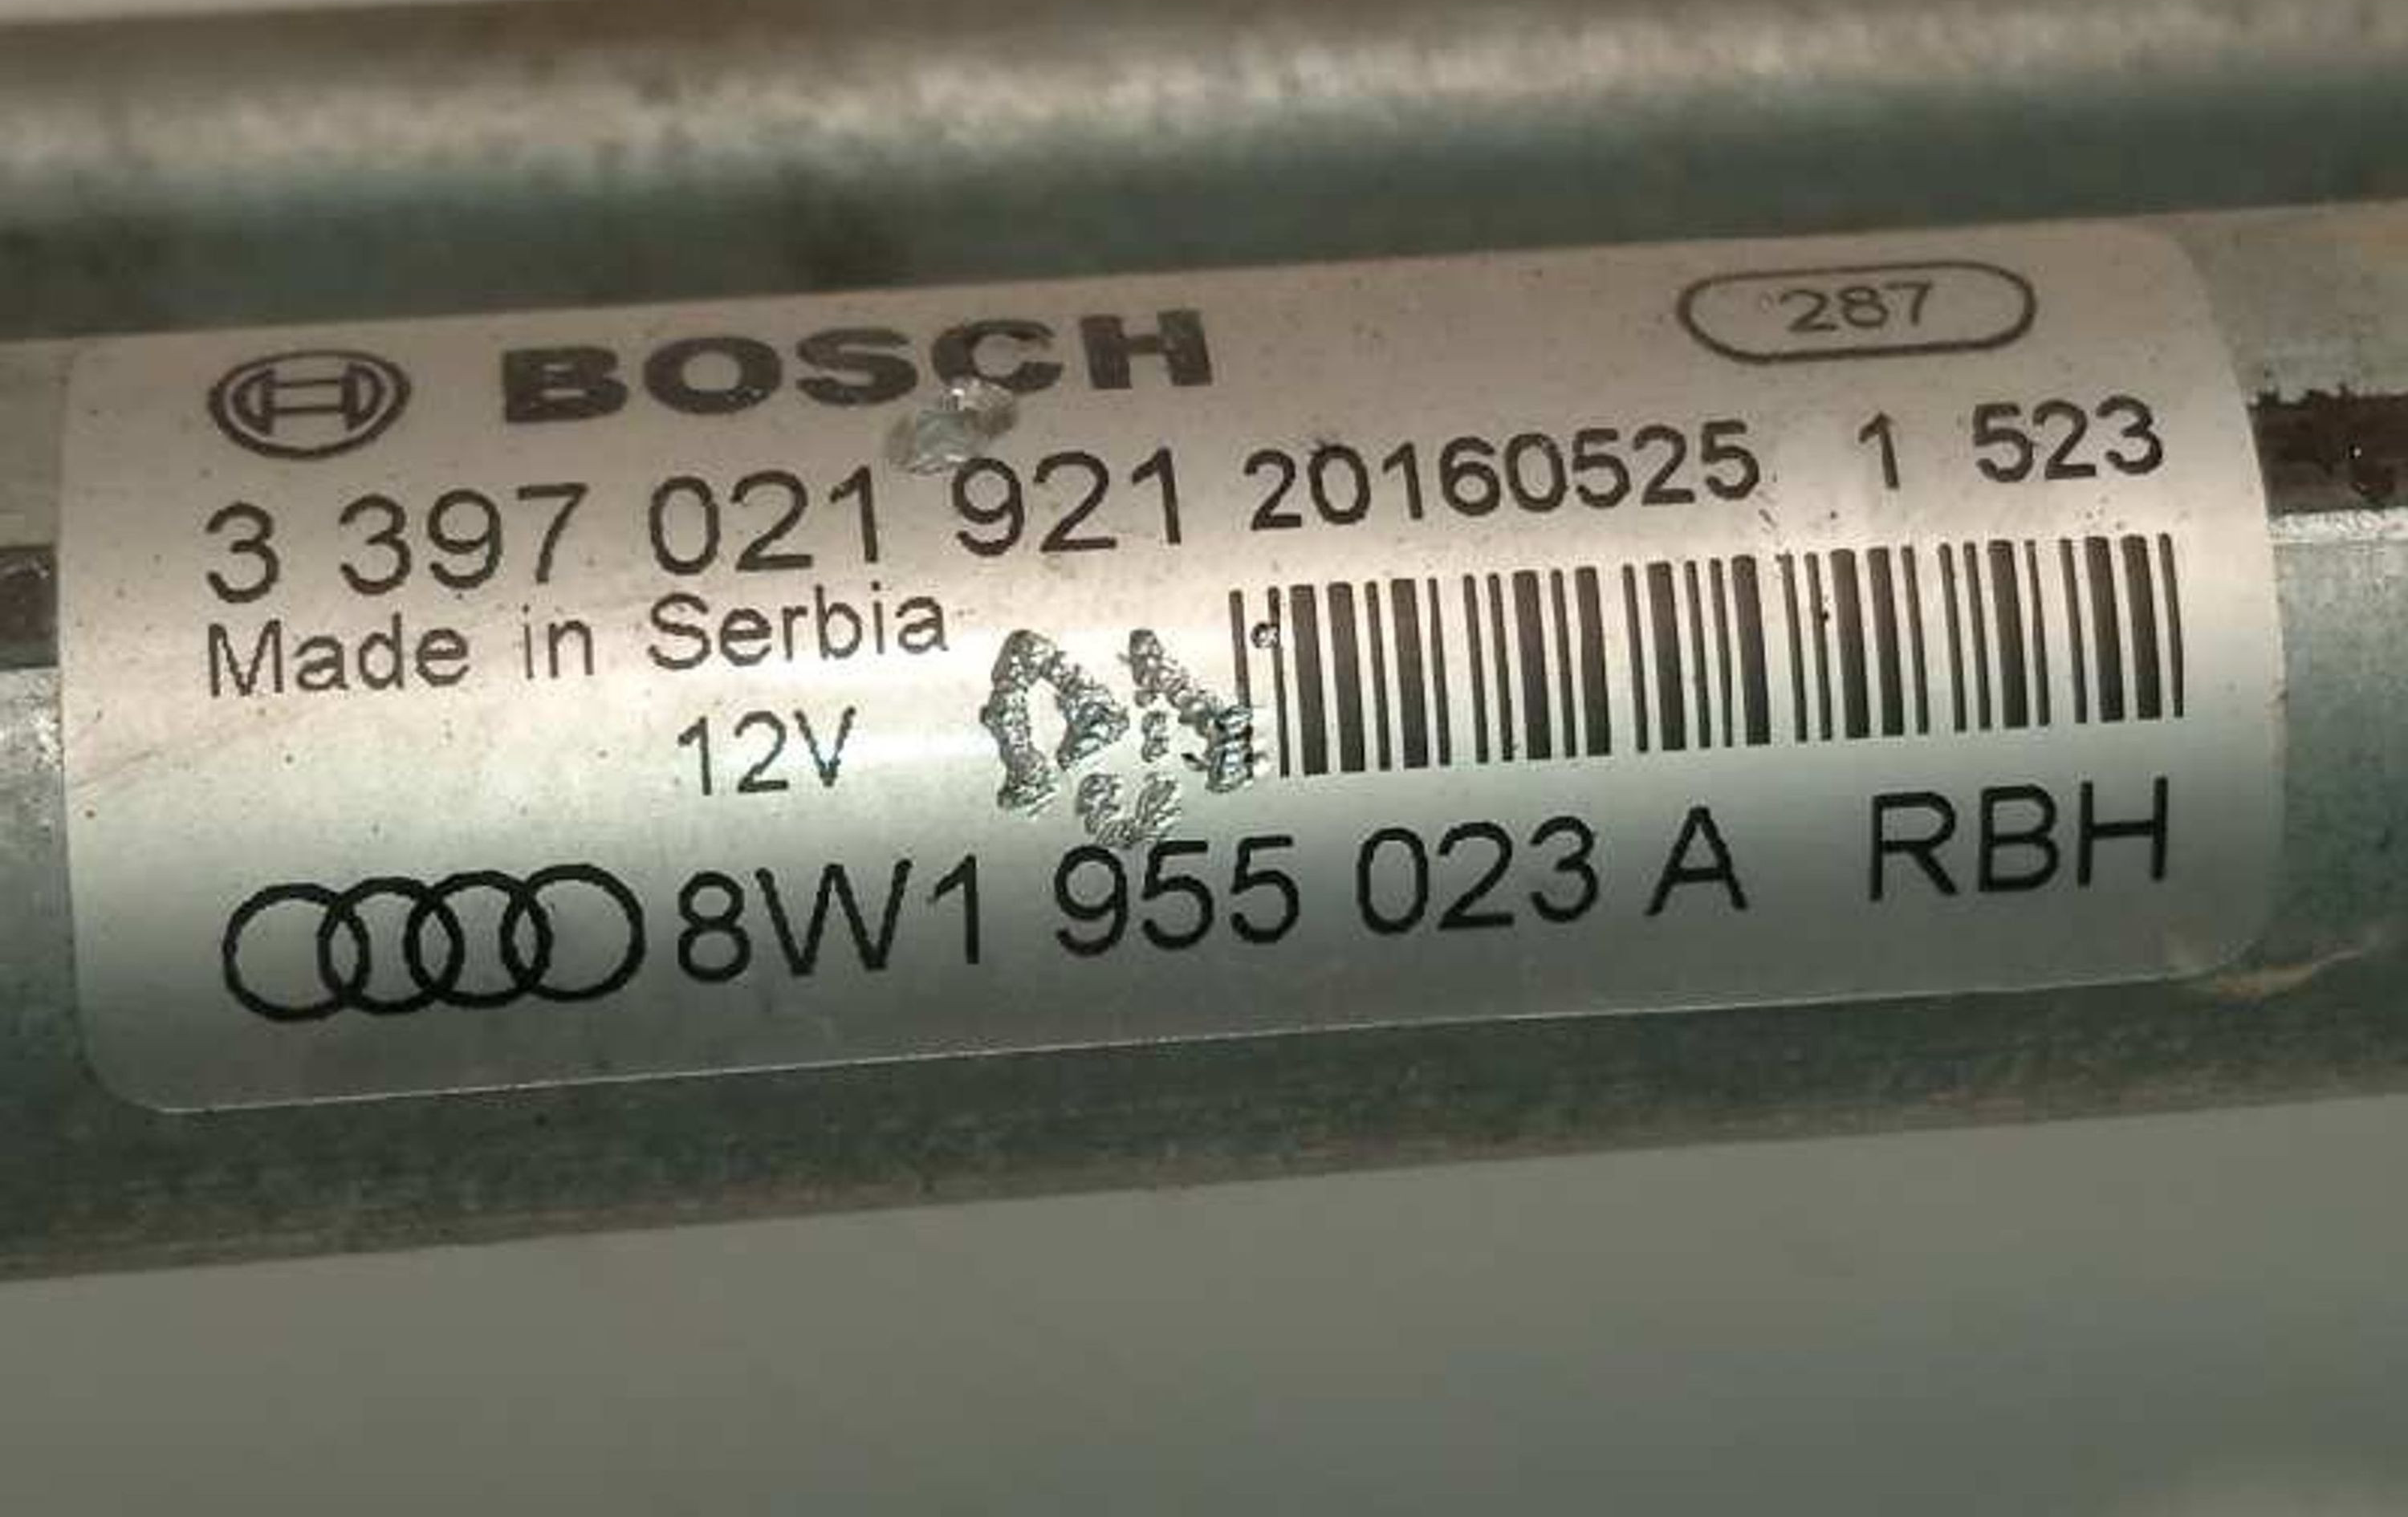 BOSCH 287
3 397 021 921 20160525 1 523
Made in Serbia
12V
8W1 955 023 A RBH